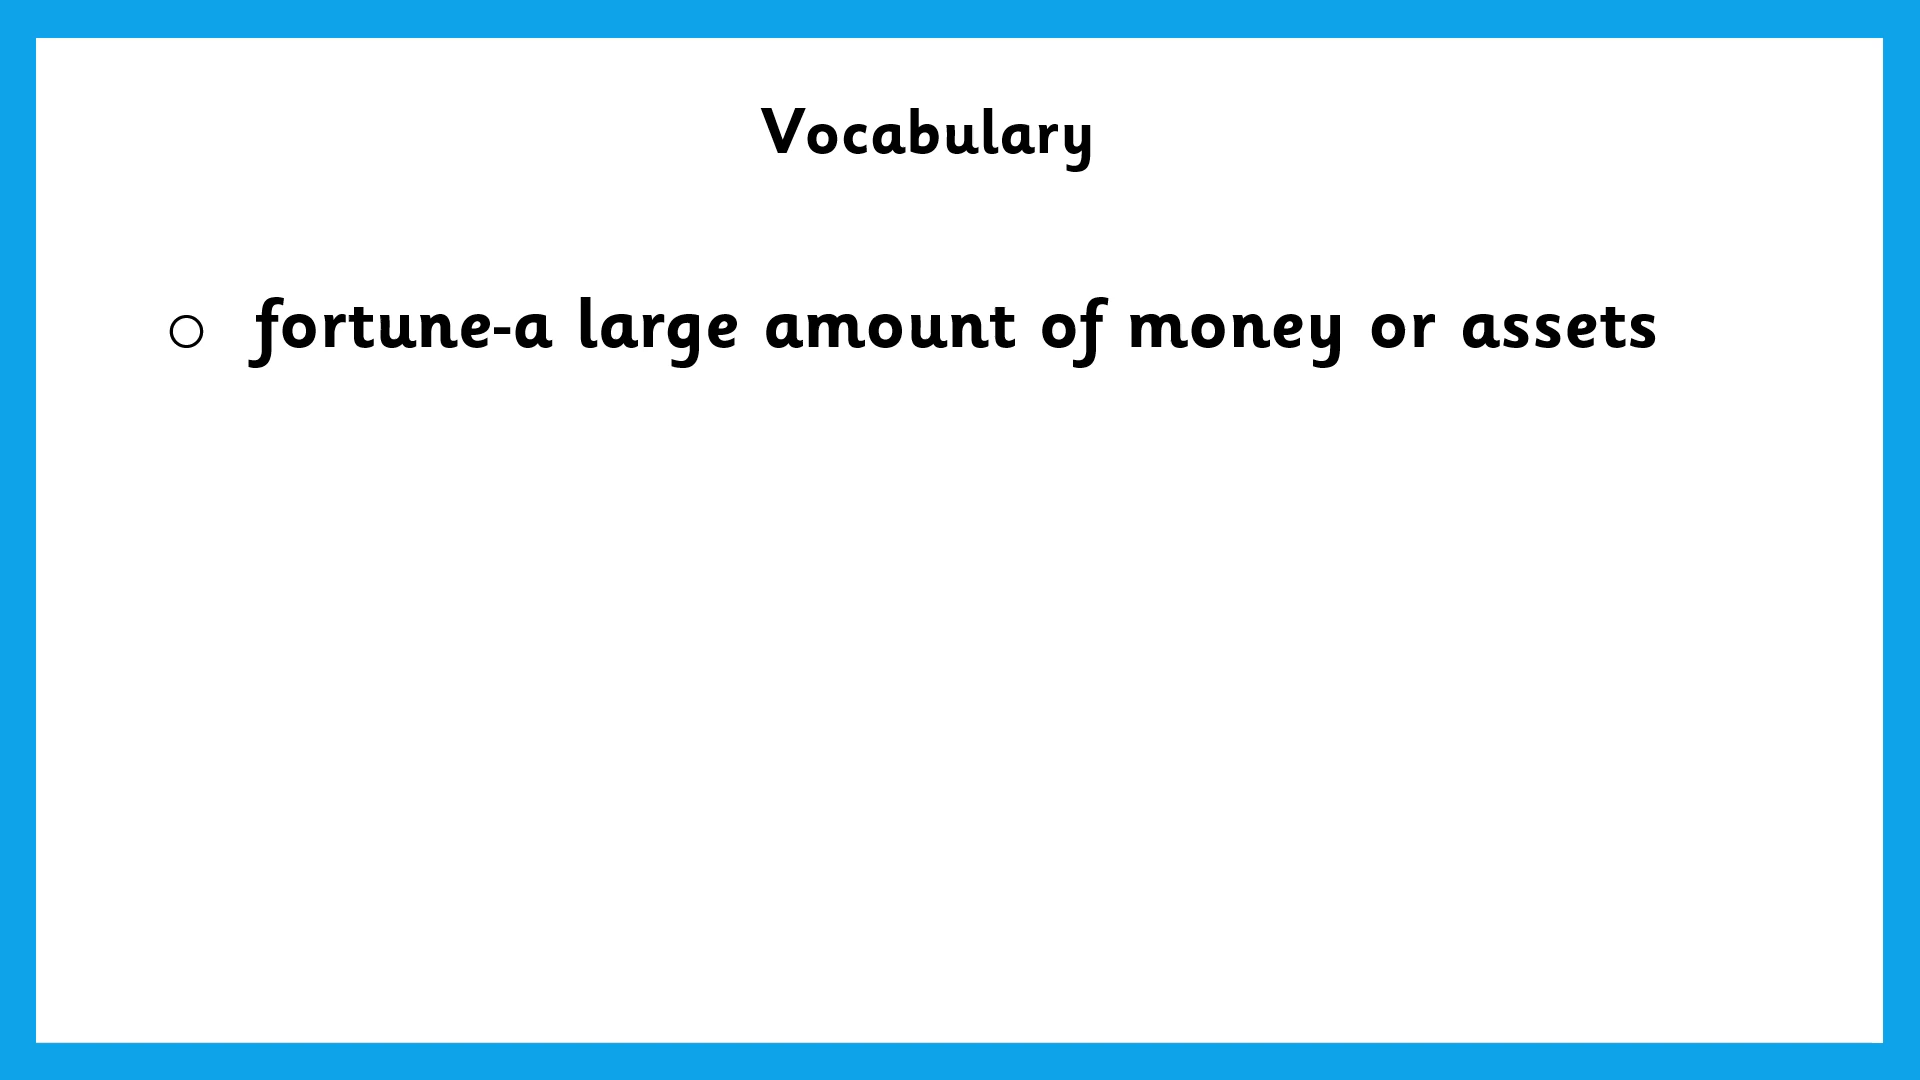 Vocabulary
○ fortune-a large amount of money or assets